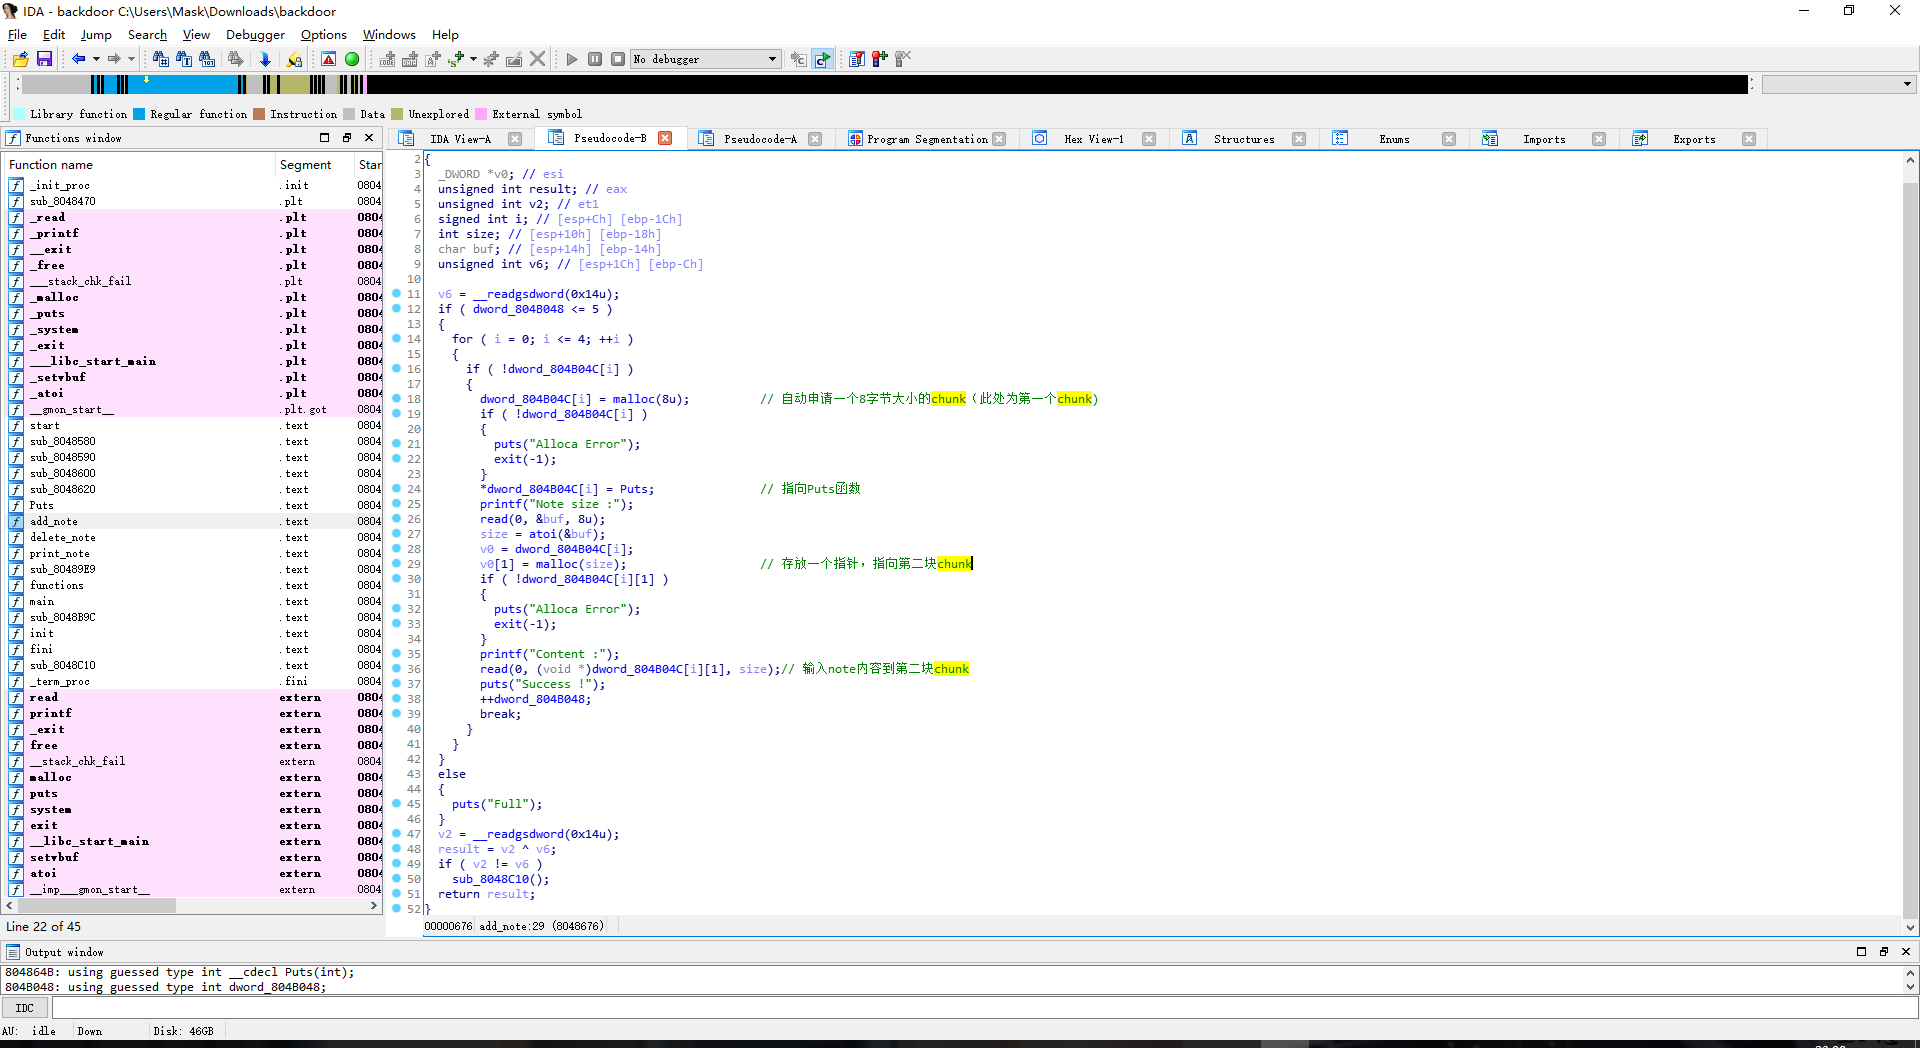 IDA - backdoor C:\Users\Mask\Downloads\backdoor
File Edit Jump Search View Debugger Options Windows Help
No debugger
Library function Regular function Instruction Data Unexplored External symbol
Functions window
IDA View-A Pseudocode-B Pseudocode-A Program Segmentation Hex View-1 Structures Enums Imports Exports
Function name Segment Star
_init_proc .init 0804
sub_8048470 .plt 0804
_read .plt 0804
_printf .plt 0804
__exit .plt 0804
_free .plt 0804
___stack_chk_fail .plt 0804
_malloc .plt 0804
_puts .plt 0804
_system .plt 0804
_exit .plt 0804
___libc_start_main .plt 0804
_setvbuf .plt 0804
_atoi .plt 0804
__gmon_start__ .plt.got 0804
start .text 0804
sub_8048580 .text 0804
sub_8048590 .text 0804
sub_8048600 .text 0804
sub_8048620 .text 0804
Puts .text 0804
add_note .text 0804
delete_note .text 0804
print_note .text 0804
sub_80489E9 .text 0804
functions .text 0804
main .text 0804
sub_8048B9C .text 0804
init .text 0804
fini .text 0804
sub_8048C10 .text 0804
_term_proc .fini 0804
read extern 0804
printf extern 0804
_exit extern 0804
free extern 0804
__stack_chk_fail extern 0804
malloc extern 0804
puts extern 0804
system extern 0804
exit extern 0804
__libc_start_main extern 0804
setvbuf extern 0804
atoi extern 0804
__imp___gmon_start__ extern 0804
Line 22 of 45
2 {
3 _DWORD *v0; // esi
4 unsigned int result; // eax
5 unsigned int v2; // et1
6 signed int i; // [esp+Ch] [ebp-1Ch]
7 int size; // [esp+10h] [ebp-18h]
8 char buf; // [esp+14h] [ebp-14h]
9 unsigned int v6; // [esp+1Ch] [ebp-Ch]
10
11 v6 = __readgsdword(0x14u);
12 if ( dword_804B048 <= 5 )
13 {
14 for ( i = 0; i <= 4; ++i )
15 {
16 if ( !dword_804B04C[i] )
17 {
18 dword_804B04C[i] = malloc(8u); // 自动申请一个8字节大小的chunk（此处为第一个chunk)
19 if ( !dword_804B04C[i] )
20 {
21 puts("Alloca Error");
22 exit(-1);
23 }
24 *dword_804B04C[i] = Puts; // 指向Puts函数
25 printf("Note size :");
26 read(0, &buf, 8u);
27 size = atoi(&buf);
28 v0 = dword_804B04C[i];
29 v0[1] = malloc(size); // 存放一个指针，指向第二块chunk
30 if ( !dword_804B04C[i][1] )
31 {
32 puts("Alloca Error");
33 exit(-1);
34 }
35 printf("Content :");
36 read(0, (void *)dword_804B04C[i][1], size);// 输入note内容到第二块chunk
37 puts("Success !");
38 ++dword_804B048;
39 break;
40 }
41 }
42 }
43 else
44 {
45 puts("Full");
46 }
47 v2 = __readgsdword(0x14u);
48 result = v2 ^ v6;
49 if ( v2 != v6 )
50 sub_8048C10();
51 return result;
52 }
00000676 add_note:29 (8048676)
Output window
804864B: using guessed type int __cdecl Puts(int);
804B048: using guessed type int dword_804B048;
IDC
AU: idle Down Disk: 46GB